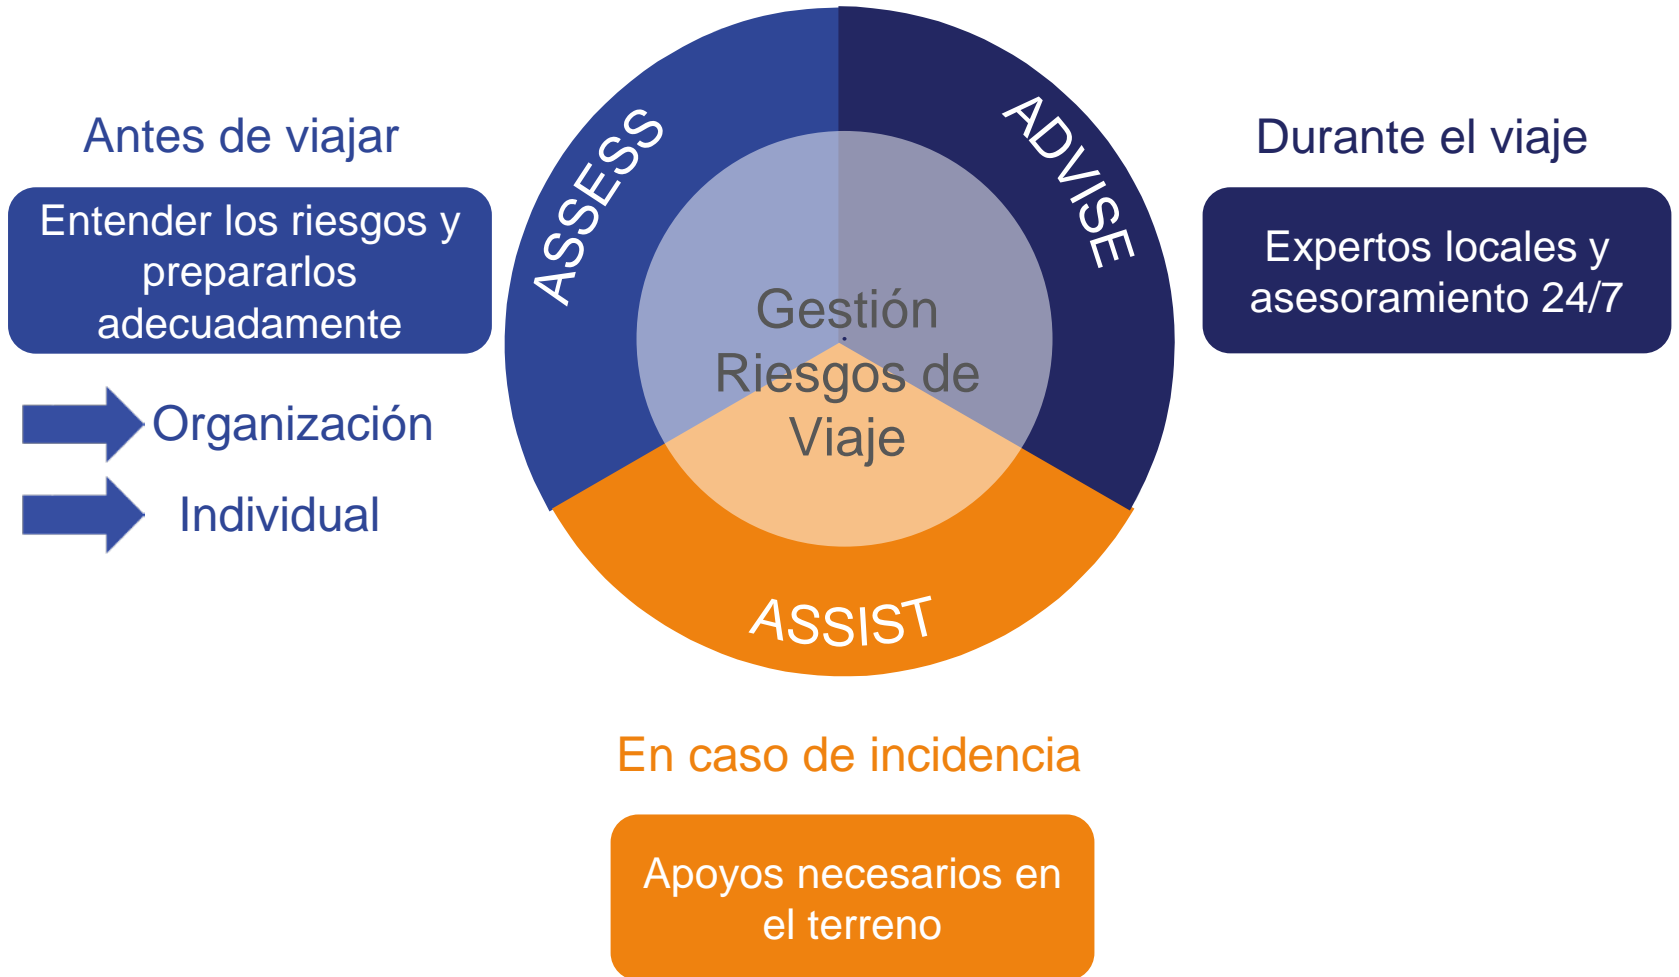 Antes de viajar
Entender los riesgos y
prepararlos
adecuadamente
Organización
Individual
ASSESS
ADVISE
Gestión
Riesgos de
Viaje
ASSIST
Durante el viaje
Expertos locales y
asesoramiento 24/7
En caso de incidencia
Apoyos necesarios en
el terreno